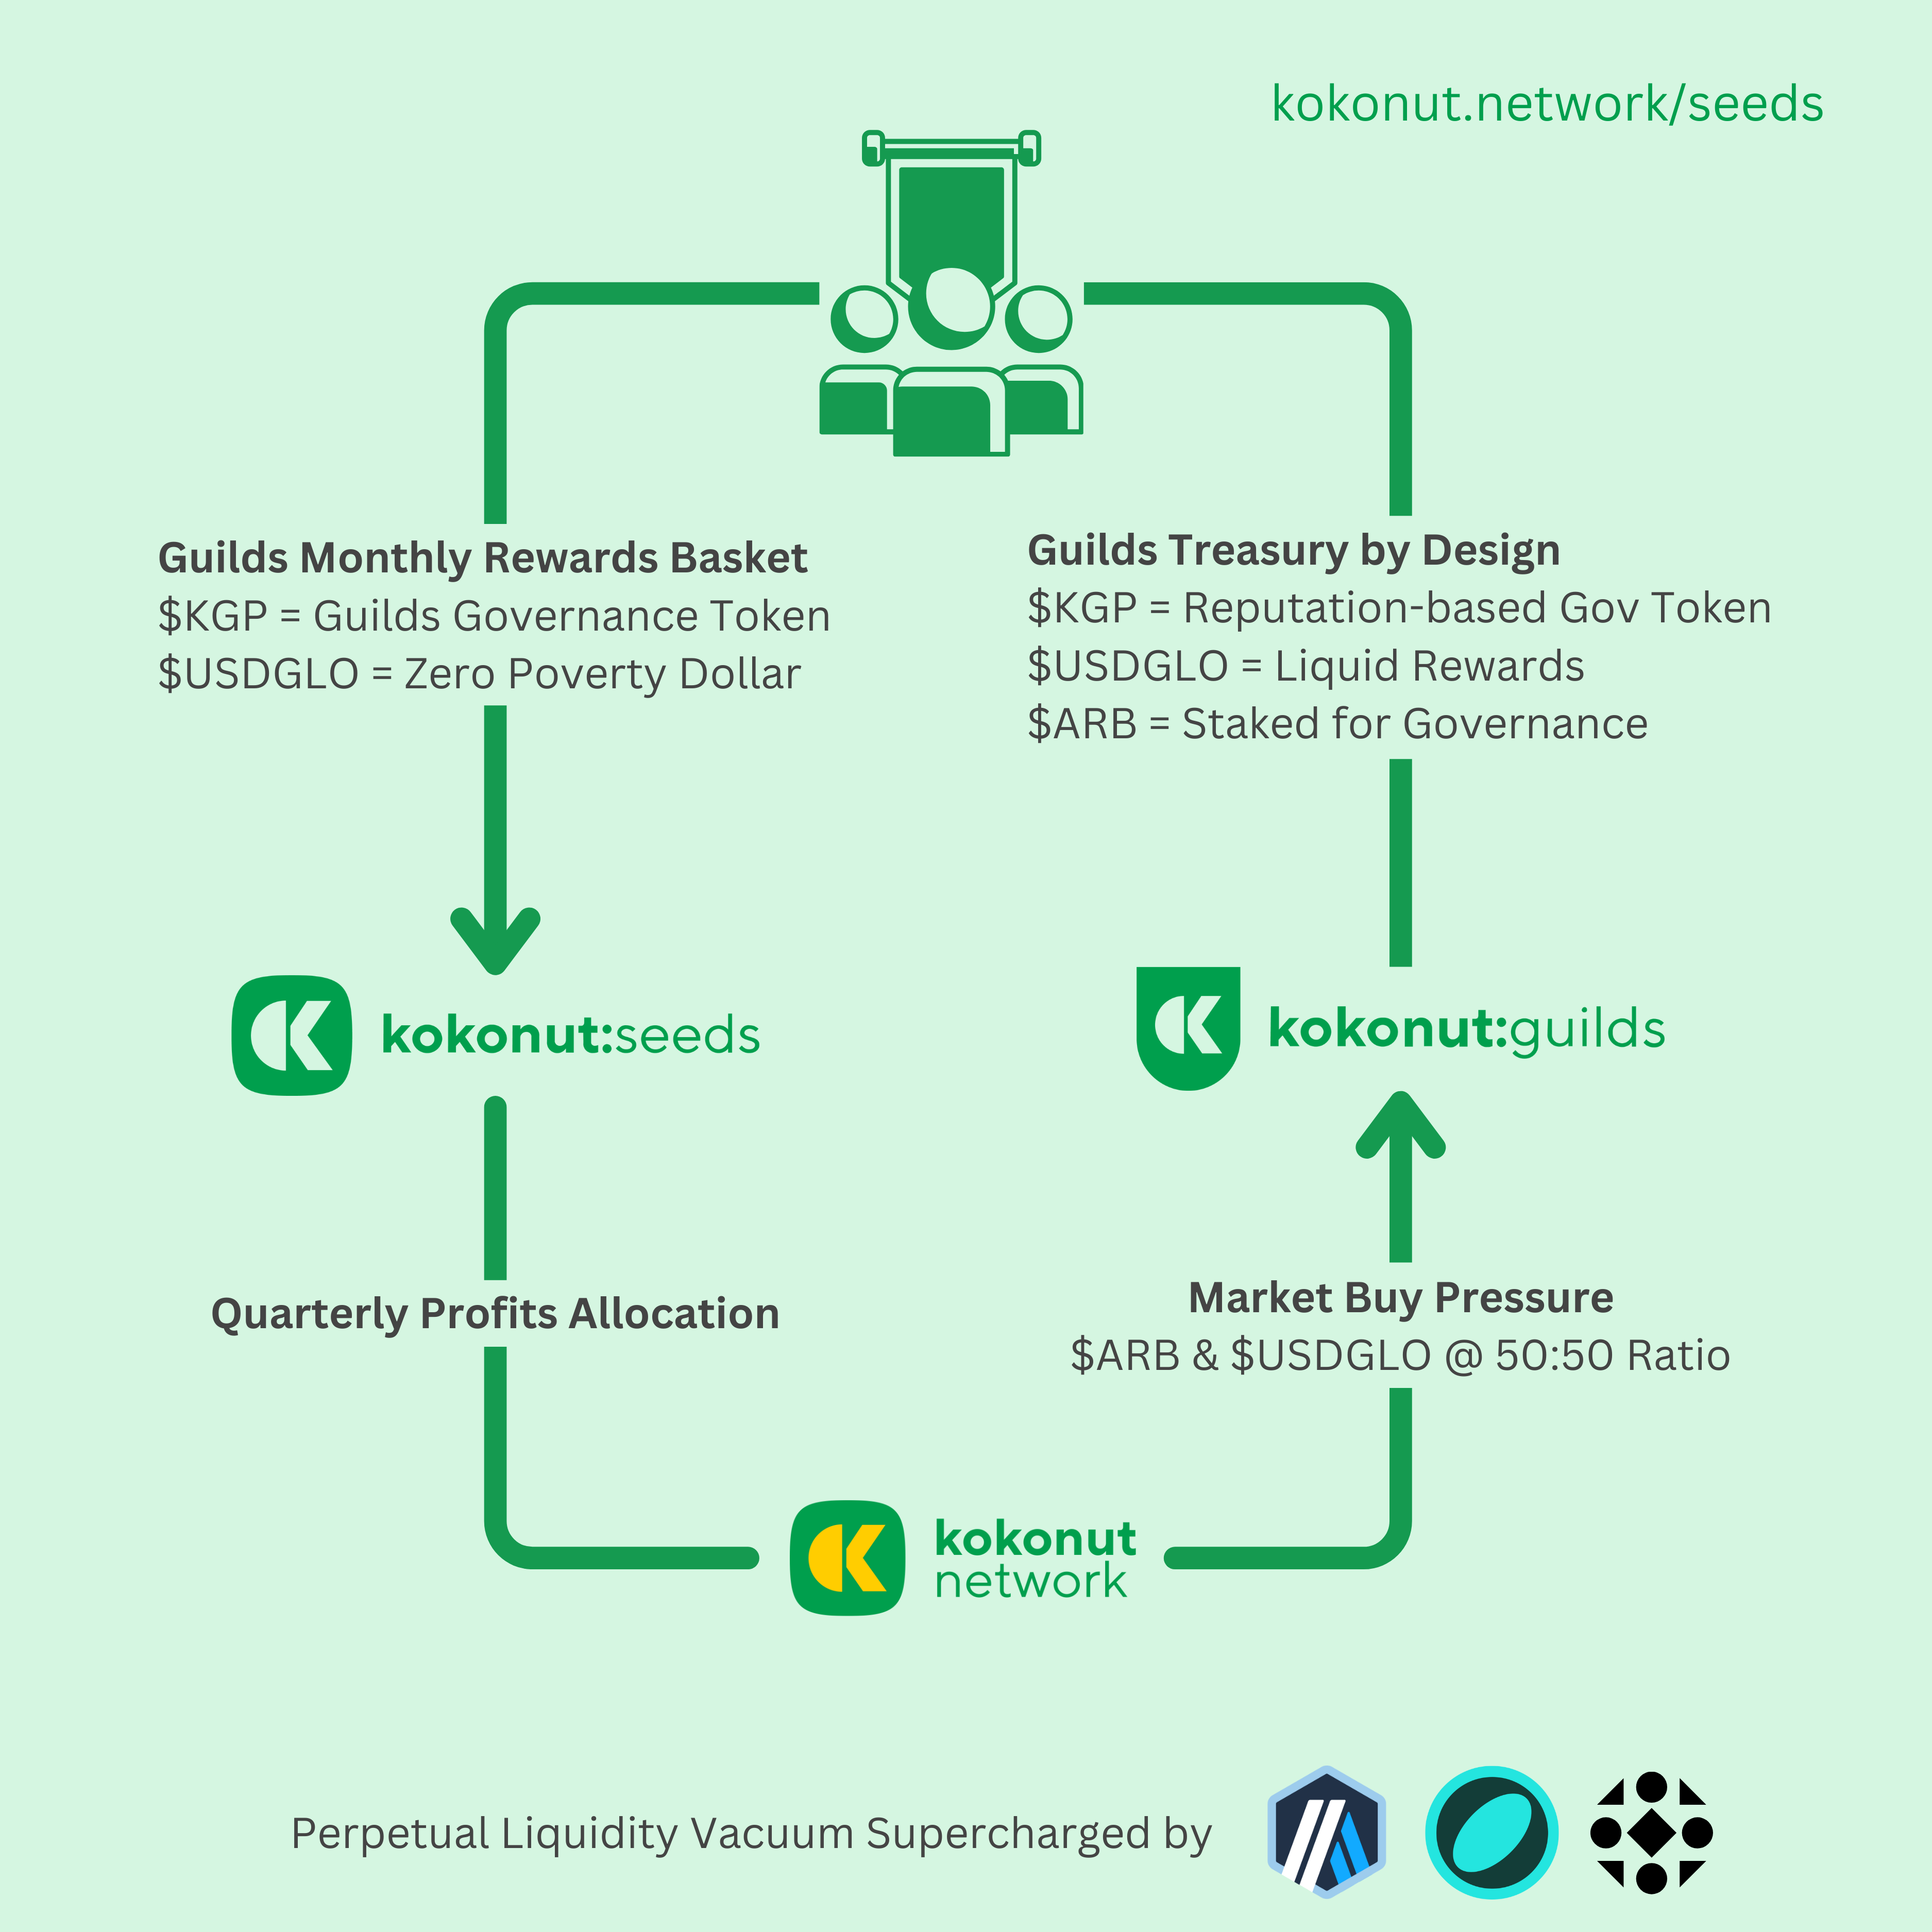 kokonut.network/seeds
Guilds Monthly Rewards Basket
$KGP = Guilds Governance Token
$USDGLO = Zero Poverty Dollar
Guilds Treasury by Design
$KGP = Reputation-based Gov Token
$USDGLO = Liquid Rewards
$ARB = Staked for Governance
kokonut:seeds
kokonut:guilds
Quarterly Profits Allocation
Market Buy Pressure
$ARB & $USDGLO @ 50:50 Ratio
kokonut
network
Perpetual Liquidity Vacuum Supercharged by